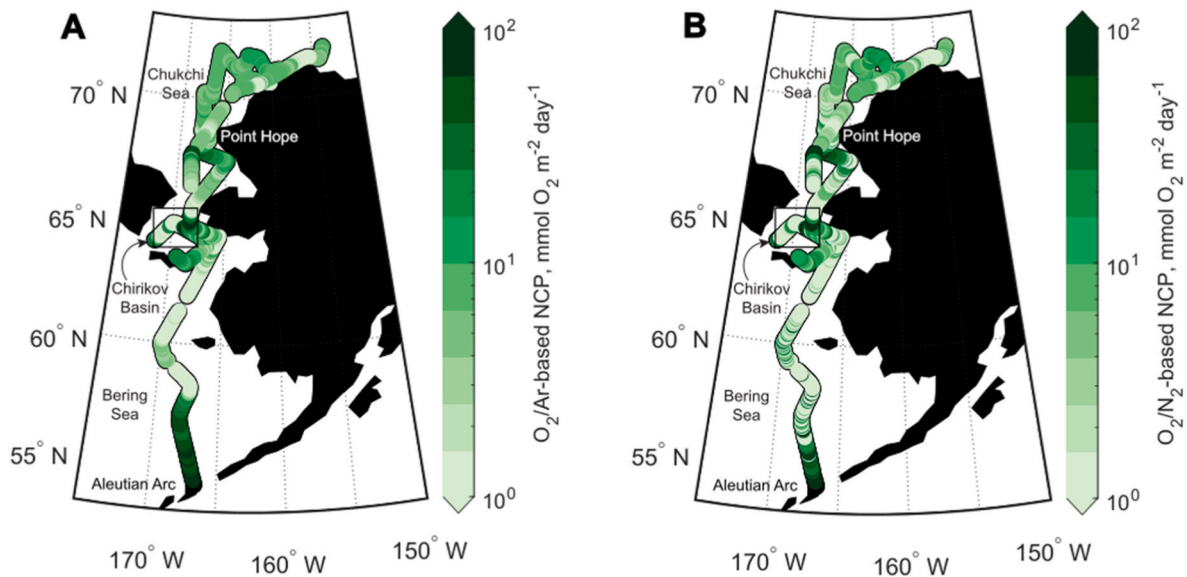 A
Chukchi
Sea
70° N
Point Hope
65° N
Chirikov
Basin
60° N
Bering
Sea
55° N
Aleutian Arc
170° W
160° W
150° W
10²
10¹
10⁰
O₂/Ar-based NCP, mmol O₂ m⁻² day⁻¹
B
Chukchi
Sea
70° N
Point Hope
65° N
Chirikov
Basin
60° N
Bering
Sea
55° N
Aleutian Arc
170° W
160° W
150° W
10²
10¹
10⁰
O₂/N₂-based NCP, mmol O₂ m⁻² day⁻¹